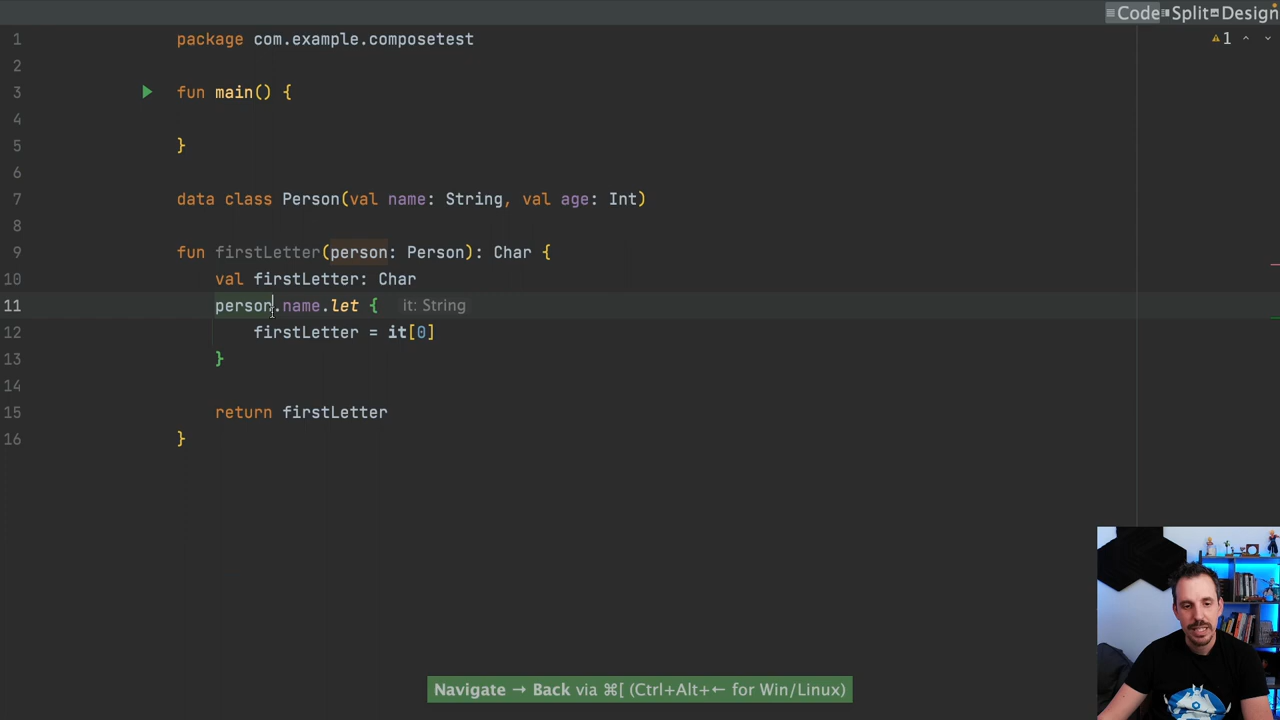 Code Split Design
1 package com.example.composetest 1
2
3 fun main() {
4
5 }
6
7 data class Person(val name: String, val age: Int)
8
9 fun firstLetter(person: Person): Char {
10 val firstLetter: Char
11 person.name.let { it: String
12 firstLetter = it[0]
13 }
14
15 return firstLetter
16 }
Navigate → Back via ⌘[ (Ctrl+Alt+← for Win/Linux)